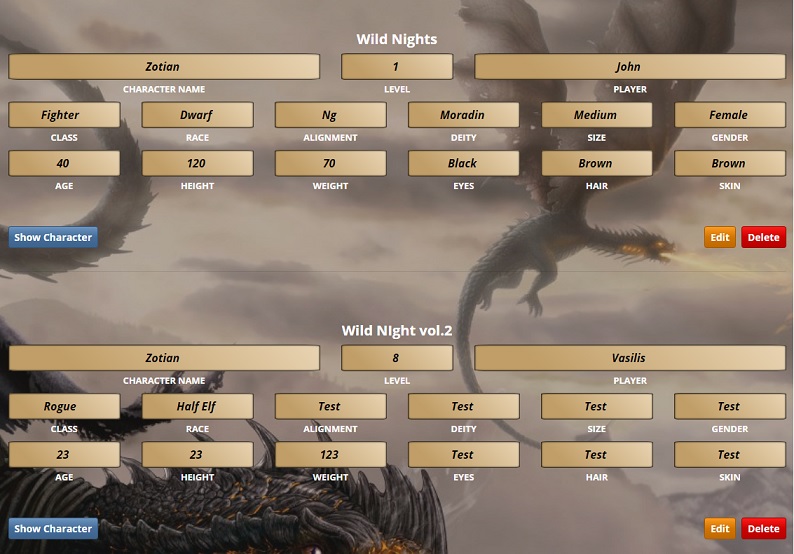 Wild Nights
Zotian 1 John
CHARACTER NAME LEVEL PLAYER
Fighter Dwarf Ng Moradin Medium Female
CLASS RACE ALIGNMENT DEITY SIZE GENDER
40 120 70 Black Brown Brown
AGE HEIGHT WEIGHT EYES HAIR SKIN
Show Character Edit Delete
Wild NIght vol.2
Zotian 8 Vasilis
CHARACTER NAME LEVEL PLAYER
Rogue Half Elf Test Test Test Test
CLASS RACE ALIGNMENT DEITY SIZE GENDER
23 23 123 Test Test Test
AGE HEIGHT WEIGHT EYES HAIR SKIN
Show Character Edit Delete